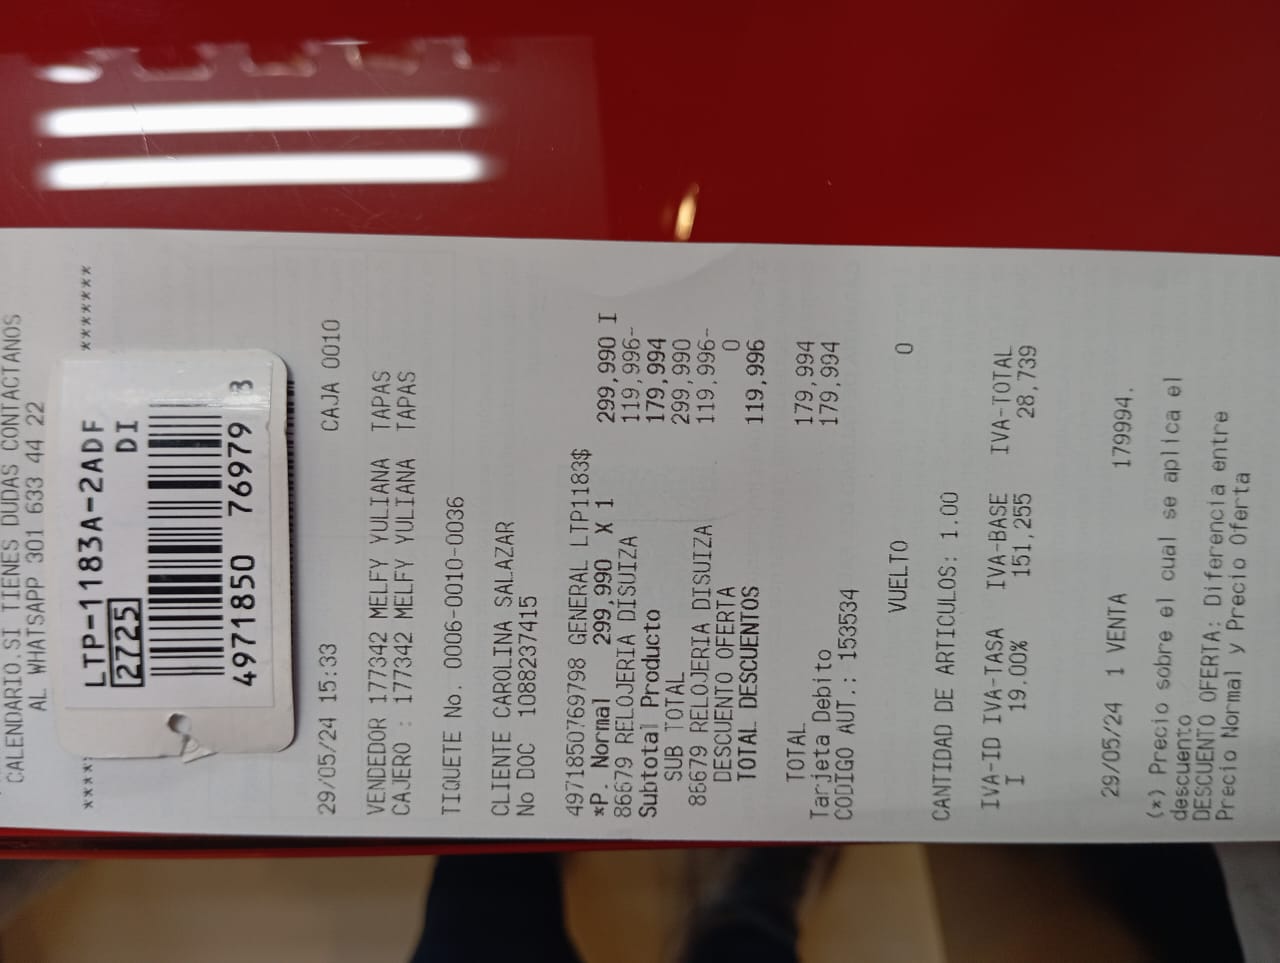 CALENDARIO.SI TIENES DUDAS CONTACTANOS
AL WHATSAPP 301 633 44 22
LTP-1183A-2ADF
2725 DI
4971850 76979 8
29/05/24 15:33 CAJA 0010
VENDEDOR 177342 MELFY YULIANA TAPAS
CAJERO : 177342 MELFY YULIANA TAPAS
TIQUETE No. 0006-0010-0036
CLIENTE CAROLINA SALAZAR
No DOC 1088237415
4971850769798 GENERAL LTP1183$
*P. Normal 299,990 X 1 299,990 I
86679 RELOJERIA DISUIZA 119,996-
Subtotal Producto 179,994
SUB TOTAL 299,990
86679 RELOJERIA DISUIZA 119,996-
DESCUENTO OFERTA 0
TOTAL DESCUENTOS 119,996
TOTAL 179,994
Tarjeta Debito 179,994
CODIGO AUT.: 153534
VUELTO 0
CANTIDAD DE ARTICULOS: 1.00
IVA-ID IVA-TASA IVA-BASE IVA-TOTAL
I 19.00% 151,255 28,739
29/05/24 1 VENTA 179994.
(*) Precio sobre el cual se aplica el
descuento
DESCUENTO OFERTA: Diferencia entre
Precio Normal y Precio Oferta